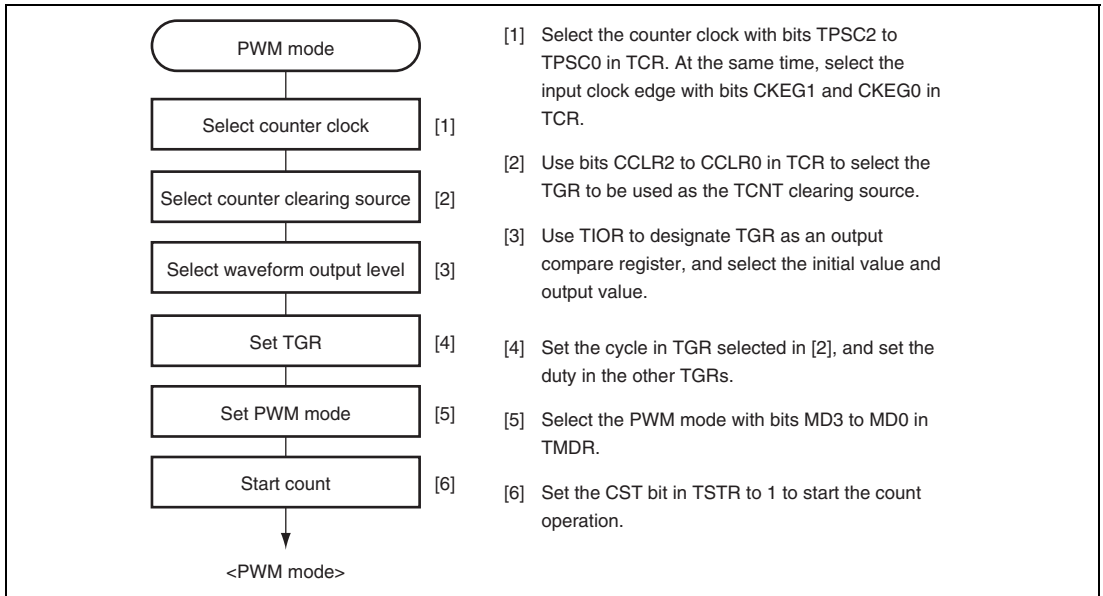 PWM mode
Select counter clock [1]
Select counter clearing source [2]
Select waveform output level [3]
Set TGR [4]
Set PWM mode [5]
Start count [6]
<PWM mode>
[1] Select the counter clock with bits TPSC2 to
TPSC0 in TCR. At the same time, select the
input clock edge with bits CKEG1 and CKEG0 in
TCR.
[2] Use bits CCLR2 to CCLR0 in TCR to select the
TGR to be used as the TCNT clearing source.
[3] Use TIOR to designate TGR as an output
compare register, and select the initial value and
output value.
[4] Set the cycle in TGR selected in [2], and set the
duty in the other TGRs.
[5] Select the PWM mode with bits MD3 to MD0 in
TMDR.
[6] Set the CST bit in TSTR to 1 to start the count
operation.